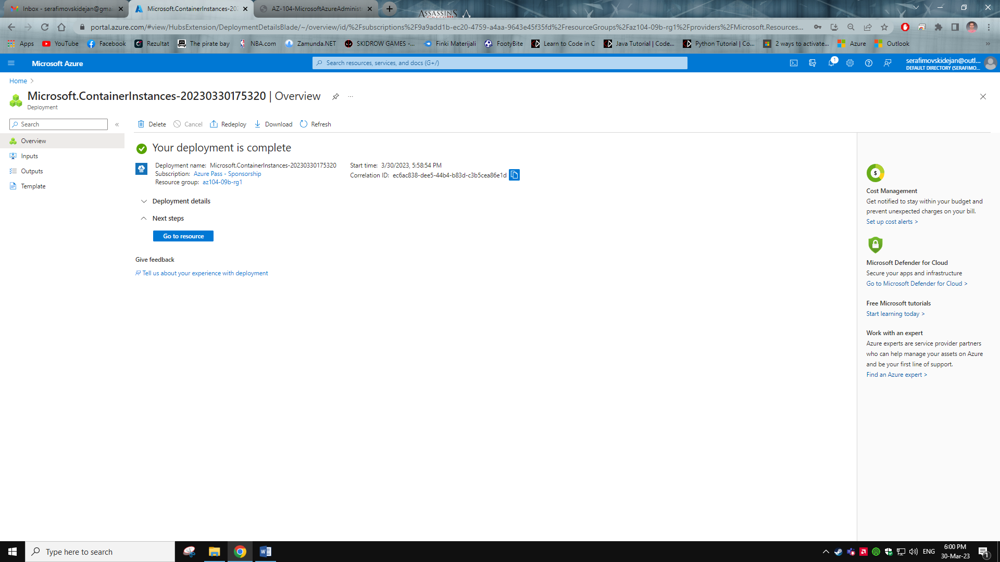 Inbox - serafimovskidejan@gma
Microsoft.ContainerInstances-202
AZ-104-MicrosoftAzureAdminist
ASSASSINS
CREED III
portal.azure.com/#view/HubsExtension/DeploymentDetailsBlade/~/overview/id/%2Fsubscriptions%2F9a9add1b-ec20-4759-a4aa-9643e45f35fd%2FresourceGroups%2Faz104-09b-rg1%2Fproviders%2FMicrosoft.Resources...
Apps YouTube Facebook Rezultat The pirate bay NBA.com Zamunda.NET SKIDROW GAMES -... Finki Materijali FootyBite Learn to Code in C Java Tutorial | Code... Python Tutorial | Co... 2 ways to activate... Azure Outlook »
Microsoft Azure
Search resources, services, and docs (G+/)
1
serafimovskidejan@outl...
DEFAULT DIRECTORY (SERAFIMO...
Home >
Microsoft.ContainerInstances-20230330175320 | Overview ...
Deployment
Search «
Delete Cancel Redeploy Download Refresh
Overview
Inputs
Outputs
Template
Your deployment is complete
Deployment name: Microsoft.ContainerInstances-20230330175320
Subscription: Azure Pass - Sponsorship
Resource group: az104-09b-rg1
Start time: 3/30/2023, 5:58:54 PM
Correlation ID: ec6ac838-dee5-44b4-b83d-c3b5cea86e1d
Deployment details
Next steps
Go to resource
Give feedback
Tell us about your experience with deployment
$
Cost Management
Get notified to stay within your budget and
prevent unexpected charges on your bill.
Set up cost alerts >
Microsoft Defender for Cloud
Secure your apps and infrastructure
Go to Microsoft Defender for Cloud >
Free Microsoft tutorials
Start learning today >
Work with an expert
Azure experts are service provider partners
who can help manage your assets on Azure
and be your first line of support.
Find an Azure expert >
Type here to search
ENG
6:00 PM
30-Mar-23
1